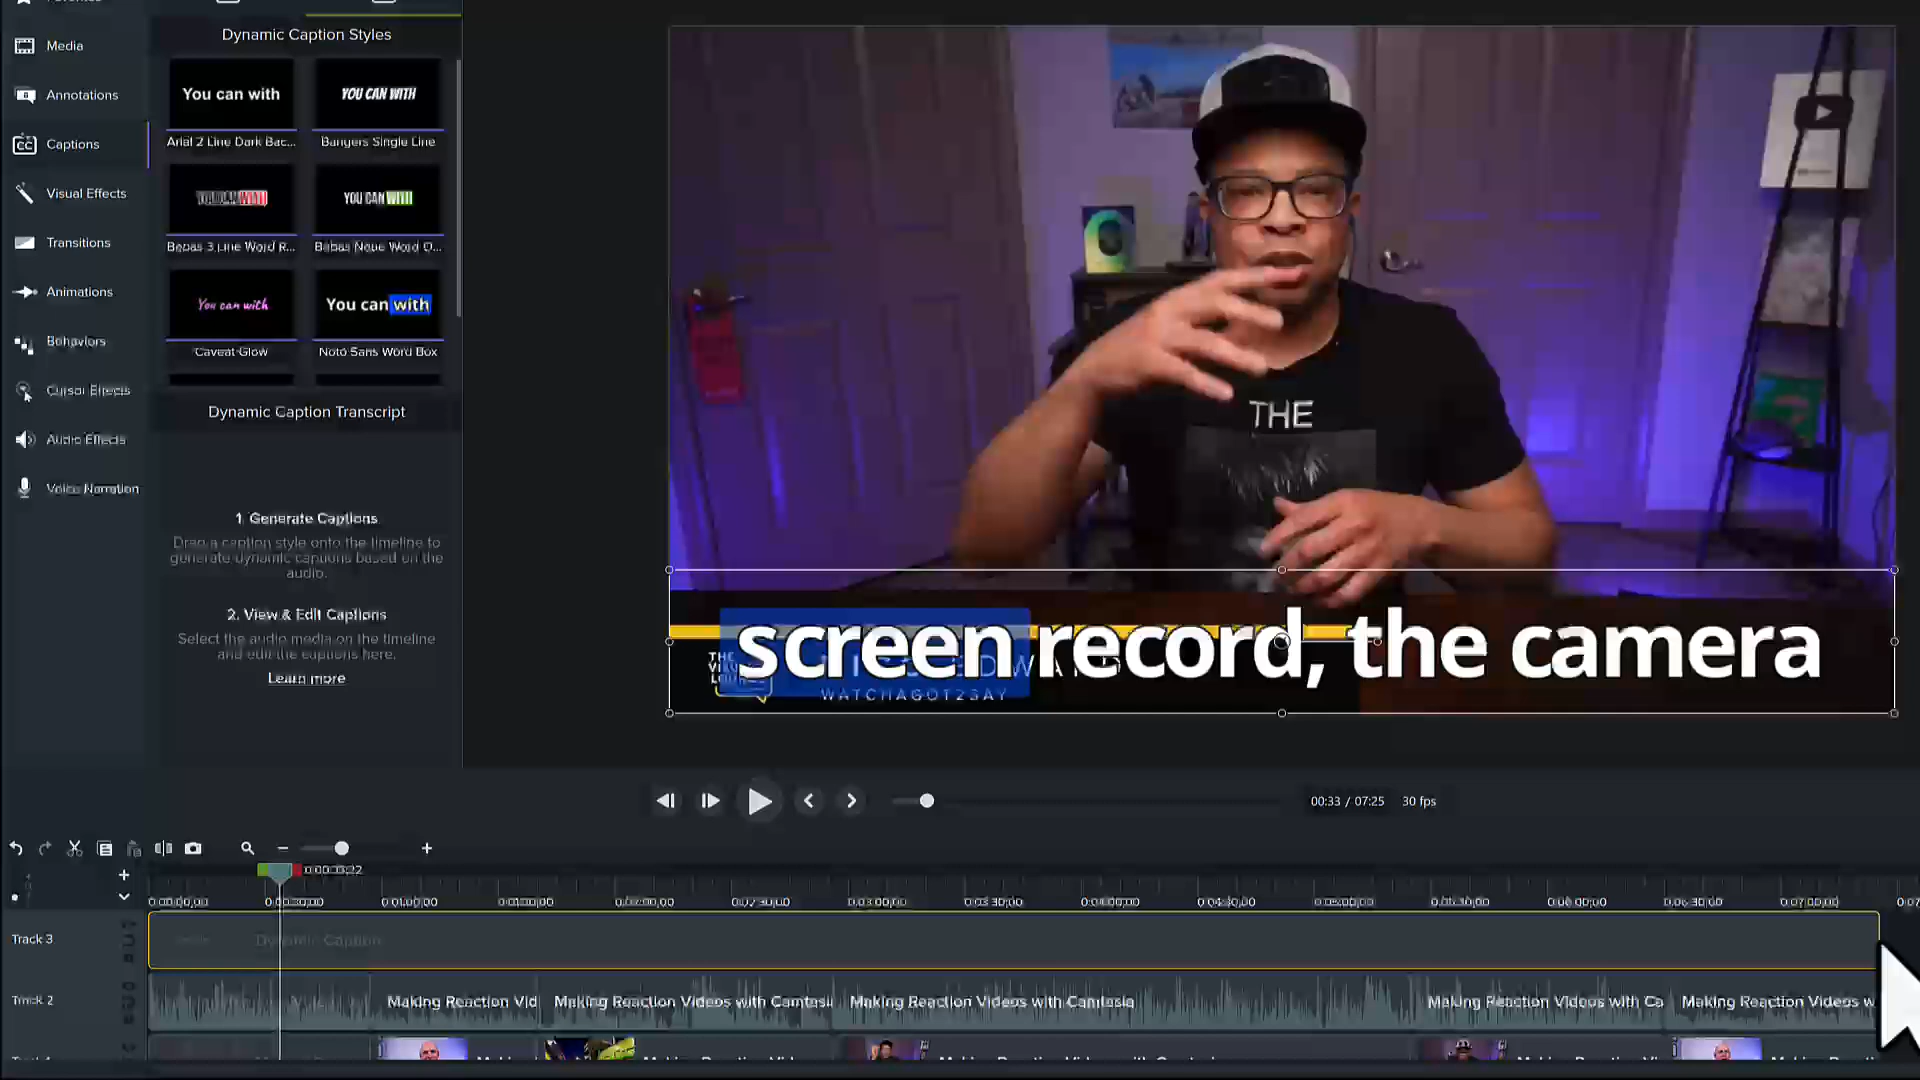 Dynamic Caption Styles
Media
Annotations
Captions
Visual Effects
Transitions
Animations
Behaviors
Cursor Effects
Audio Effects
Voice Narration
You can with
YOU CAN WITH
Arial 2 Line Dark Bac...
Bangers Single Line
YOU CAN WITH
YOU CAN WITH
Bebas 3 Line Word R...
Bebas Neue Word O...
You can with
You can with
Caveat Glow
Noto Sans Word Box
Dynamic Caption Transcript
1. Generate Captions
Drag a caption style onto the timeline to
generate dynamic captions based on the
audio.
2. View & Edit Captions
Select the audio media on the timeline
and edit the captions here.
Learn more
THE
screen record, the camera
WATCHAGOT2SAY
00:33 / 07:25
30 fps
Track 3
Dynamic Caption
Track 2
Making Reaction Vid
Making Reaction Videos with Camtasia
Making Reaction Videos with Camtasia
Making Reaction Videos with Ca
Making Reaction Videos w